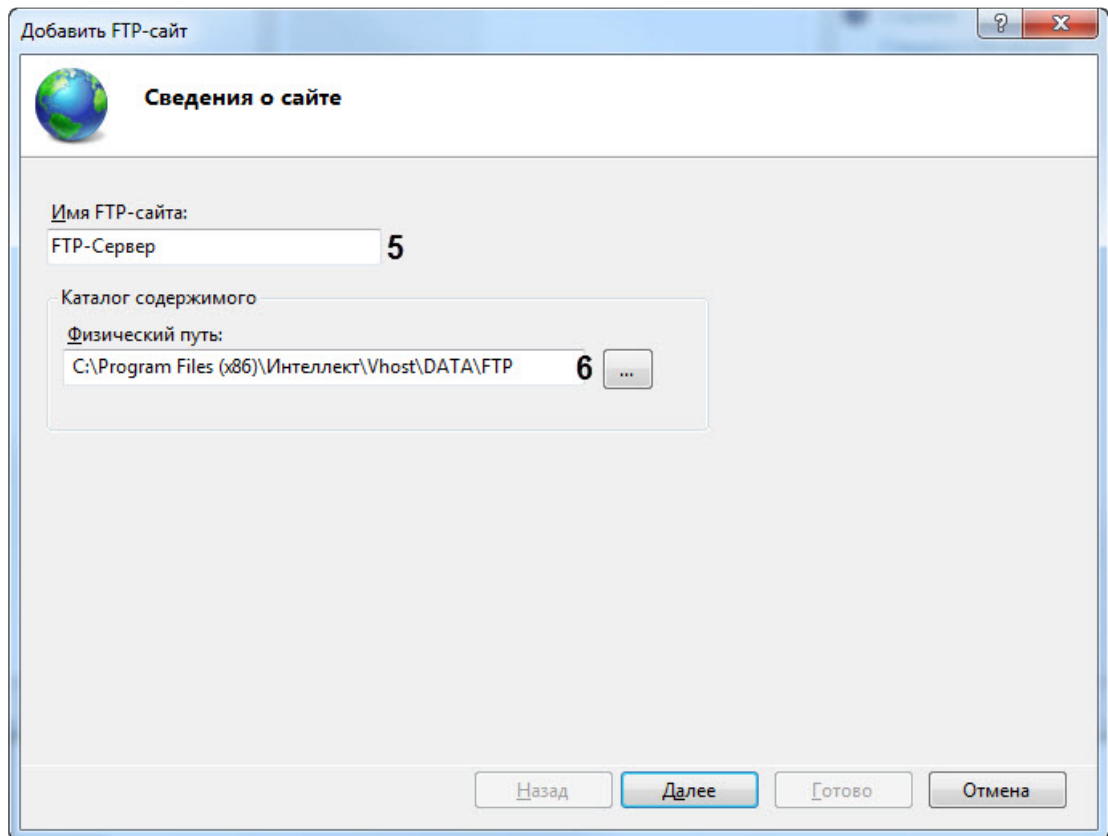 Добавить FTP-сайт
?
X
Сведения о сайте
Имя FTP-сайта:
FTP-Сервер 5
Каталог содержимого
Физический путь:
C:\Program Files (x86)\Интеллект\Vhost\DATA\FTP 6 ...
Назад Далее Готово Отмена